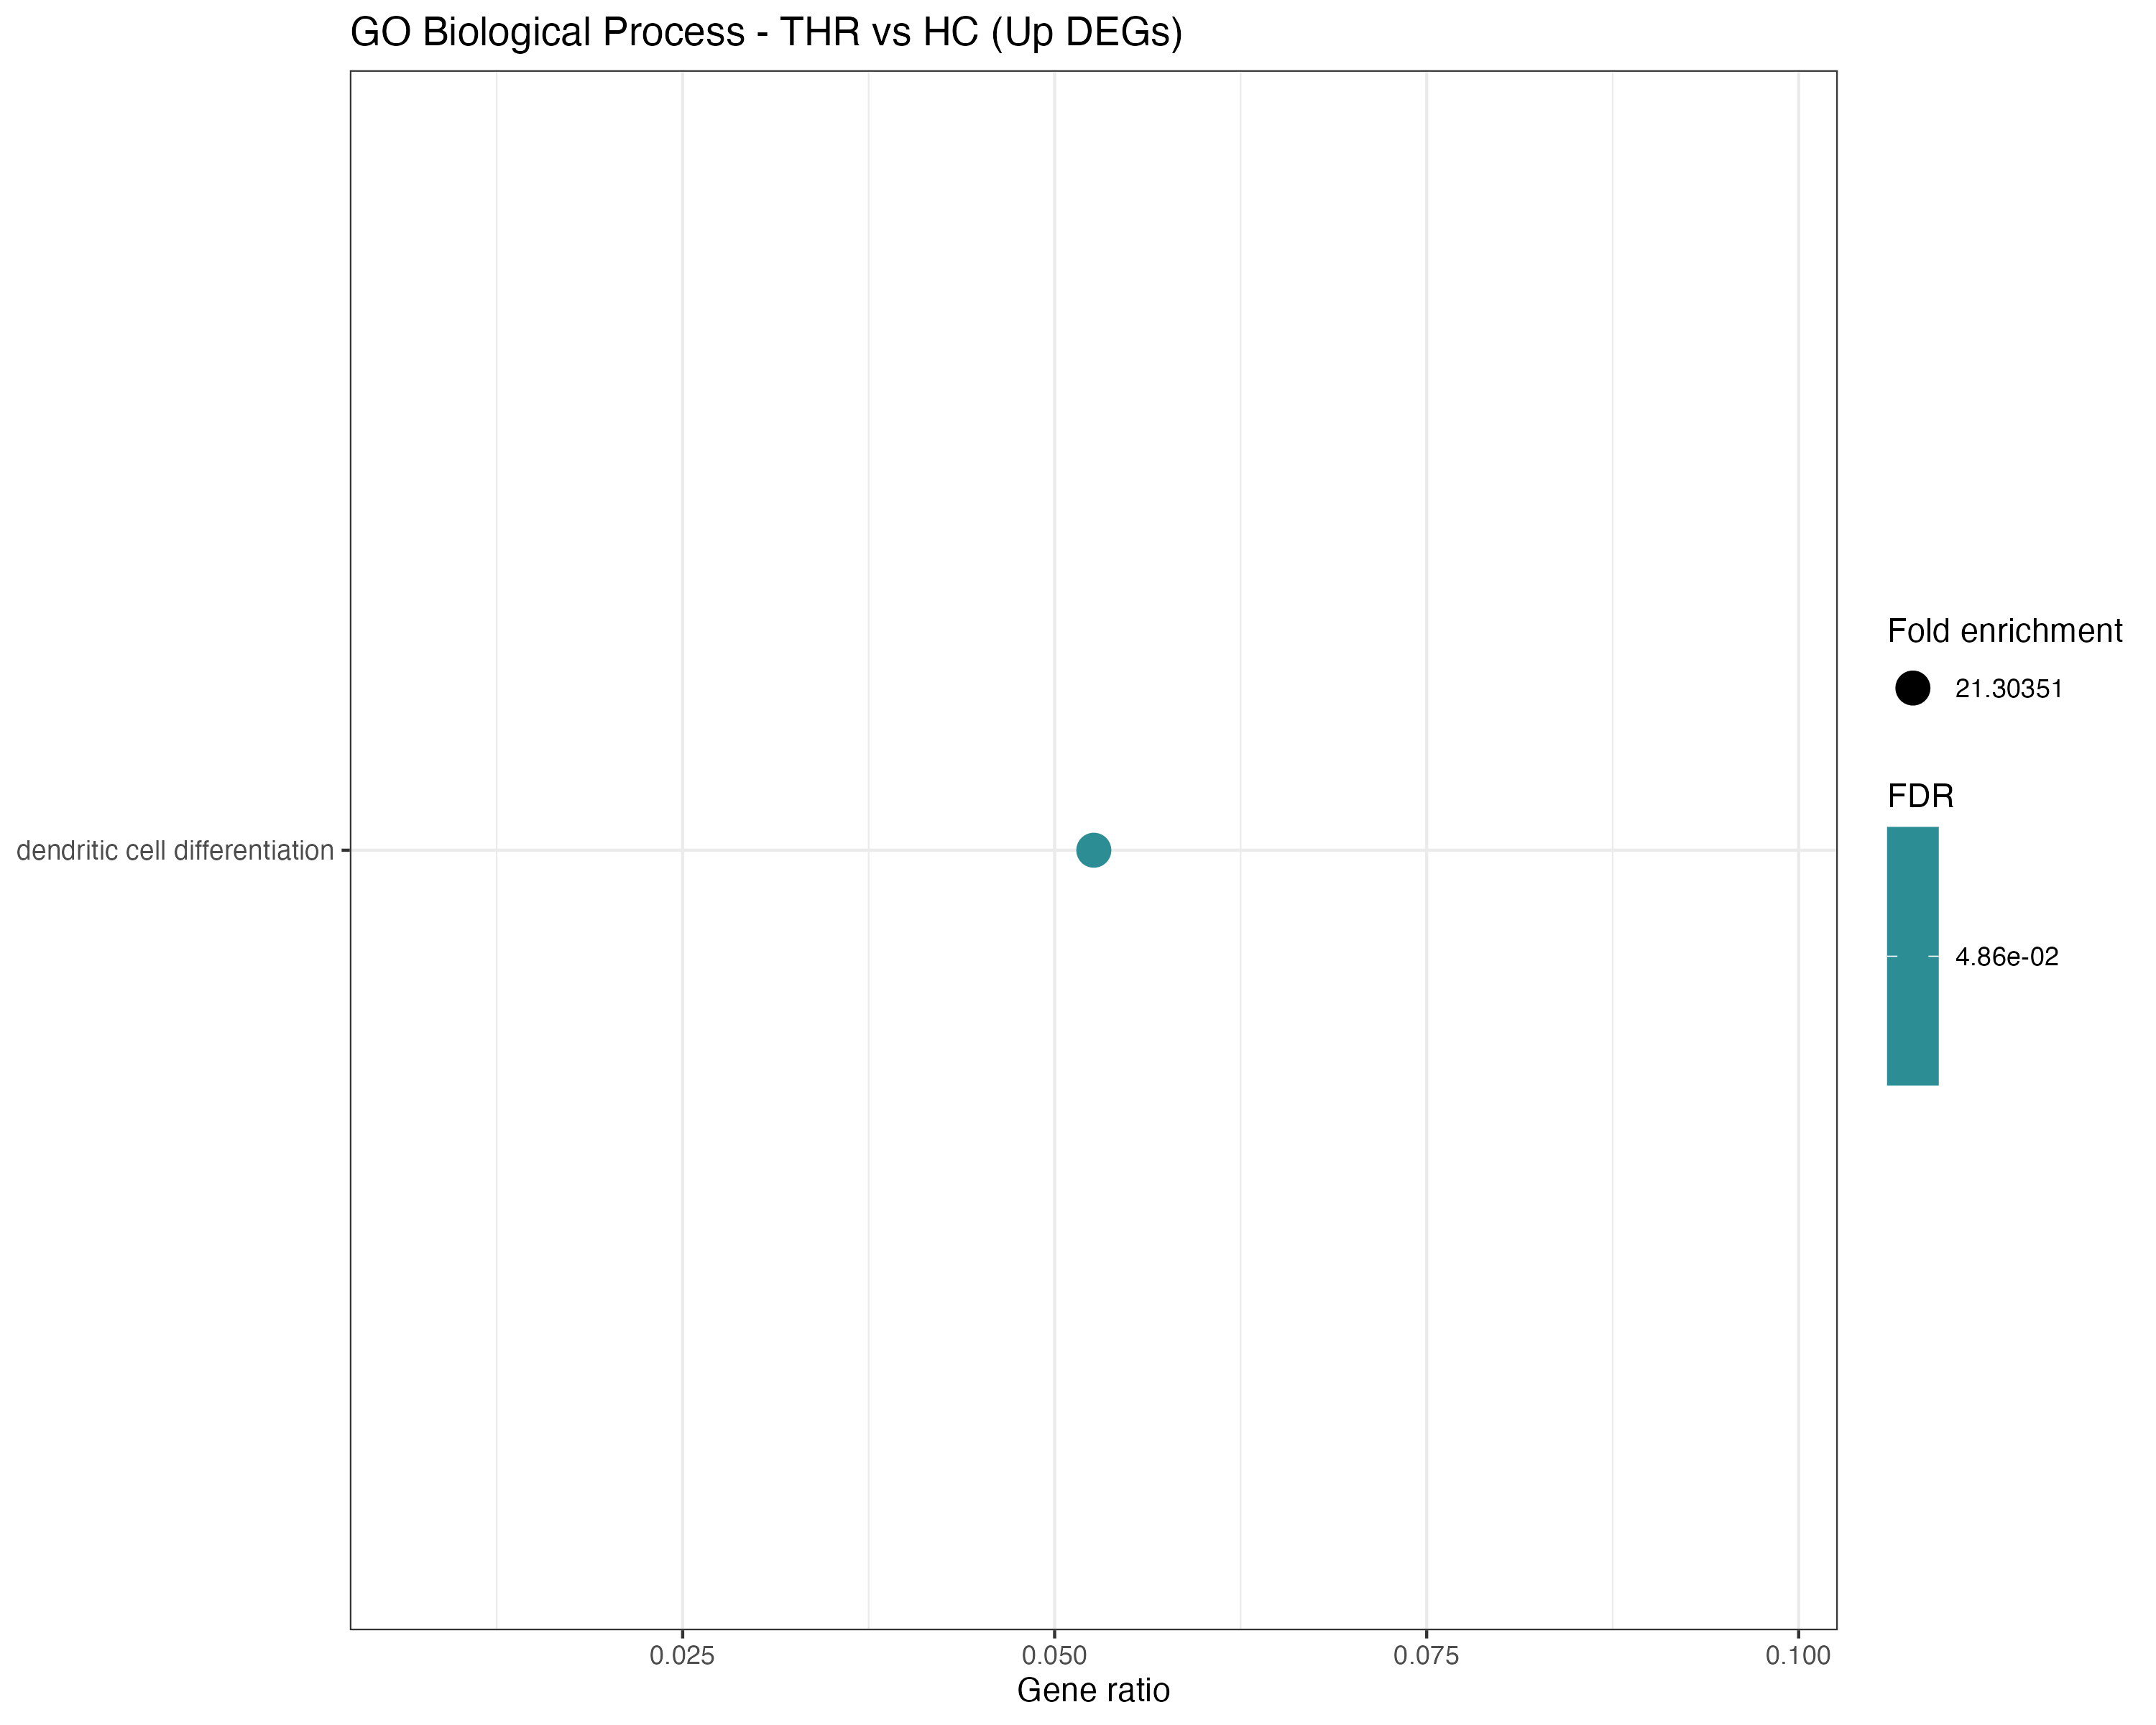 GO Biological Process - THR vs HC (Up DEGs)
dendritic cell differentiation
0.025
0.050
0.075
0.100
Gene ratio
Fold enrichment
21.30351
FDR
4.86e-02